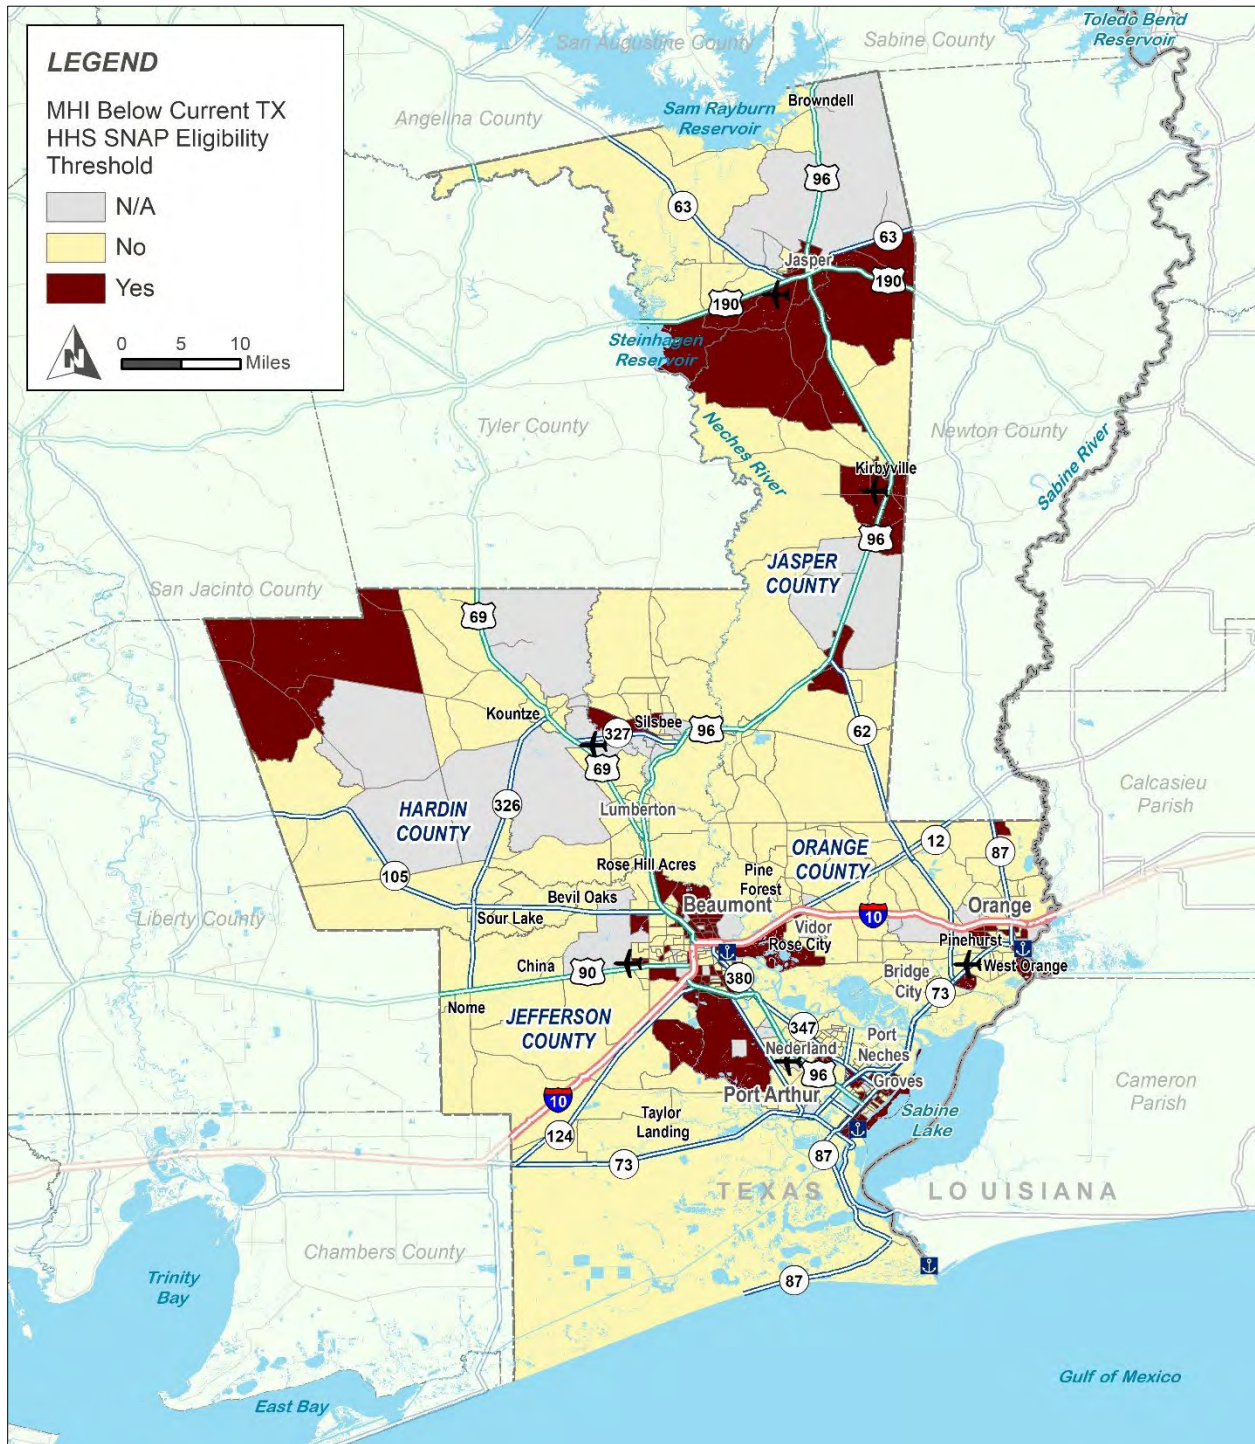 LEGEND
MHI Below Current TX
HHS SNAP Eligibility
Threshold
N/A
No
Yes
N
0 5 10
Miles
San Augustine County
Sabine County
Toledo Bend
Reservoir
Angelina County
Sam Rayburn
Reservoir
Browndell
96
63
63
Jasper
190
190
Steinhagen
Reservoir
Tyler County
Neches River
Newton County
Sabine River
Kirbyville
96
JASPER
COUNTY
San Jacinto County
69
Kountze
327
Silsbee
96
62
69
Lumberton
HARDIN
COUNTY
326
Calcasieu
Parish
ORANGE
COUNTY
12
87
105
Rose Hill Acres
Pine
Forest
Bevil Oaks
Beaumont
Orange
Liberty County
Sour Lake
10
Vidor
Rose City
Pinehurst
West Orange
China
90
380
Bridge
City
73
Nome
JEFFERSON
COUNTY
347
Port
Neches
Nederland
96
Groves
Port Arthur
Cameron
Parish
10
Sabine
Lake
Taylor
Landing
124
73
87
TEXAS
LOUISIANA
Chambers County
Trinity
Bay
87
East Bay
Gulf of Mexico